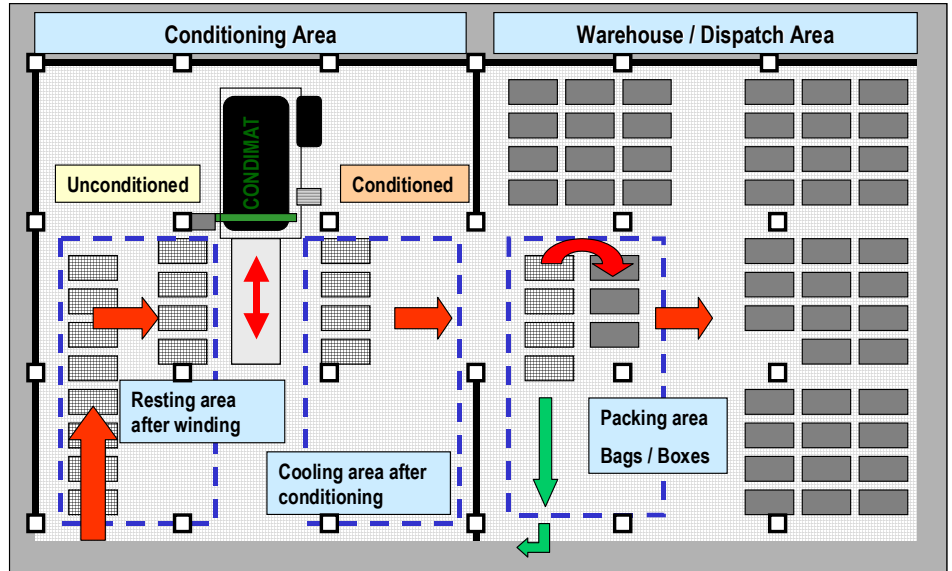 Conditioning Area
Warehouse / Dispatch Area
CONDIMAT
Unconditioned
Conditioned
Resting area
after winding
Cooling area after
conditioning
Packing area
Bags / Boxes